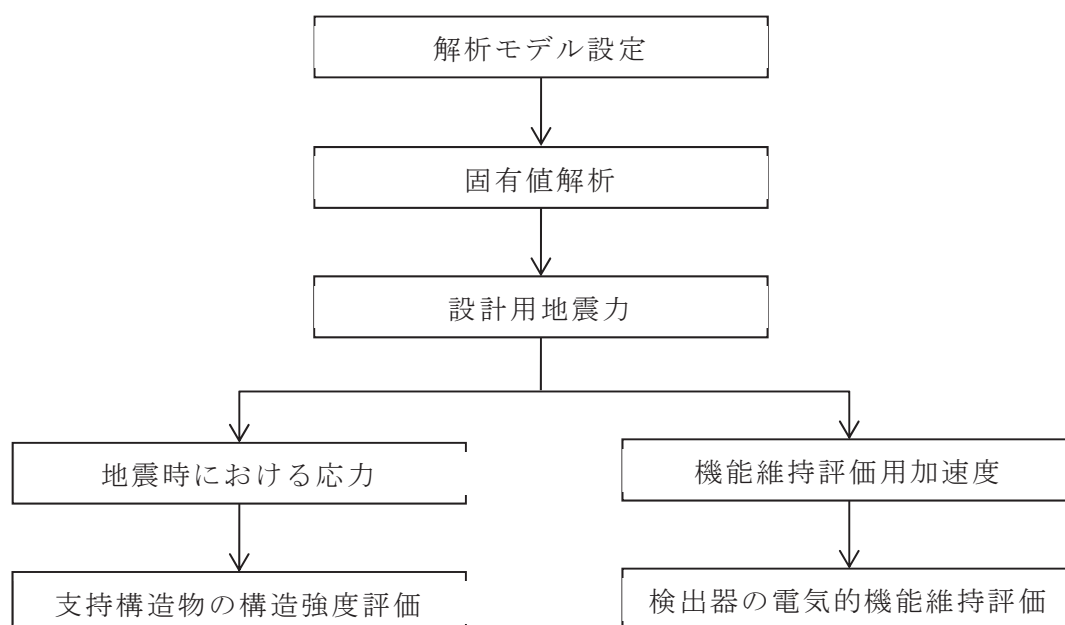 解析モデル設定
固有値解析
設計用地震力
地震時における応力
機能維持評価用加速度
支持構造物の構造強度評価
検出器の電気的機能維持評価